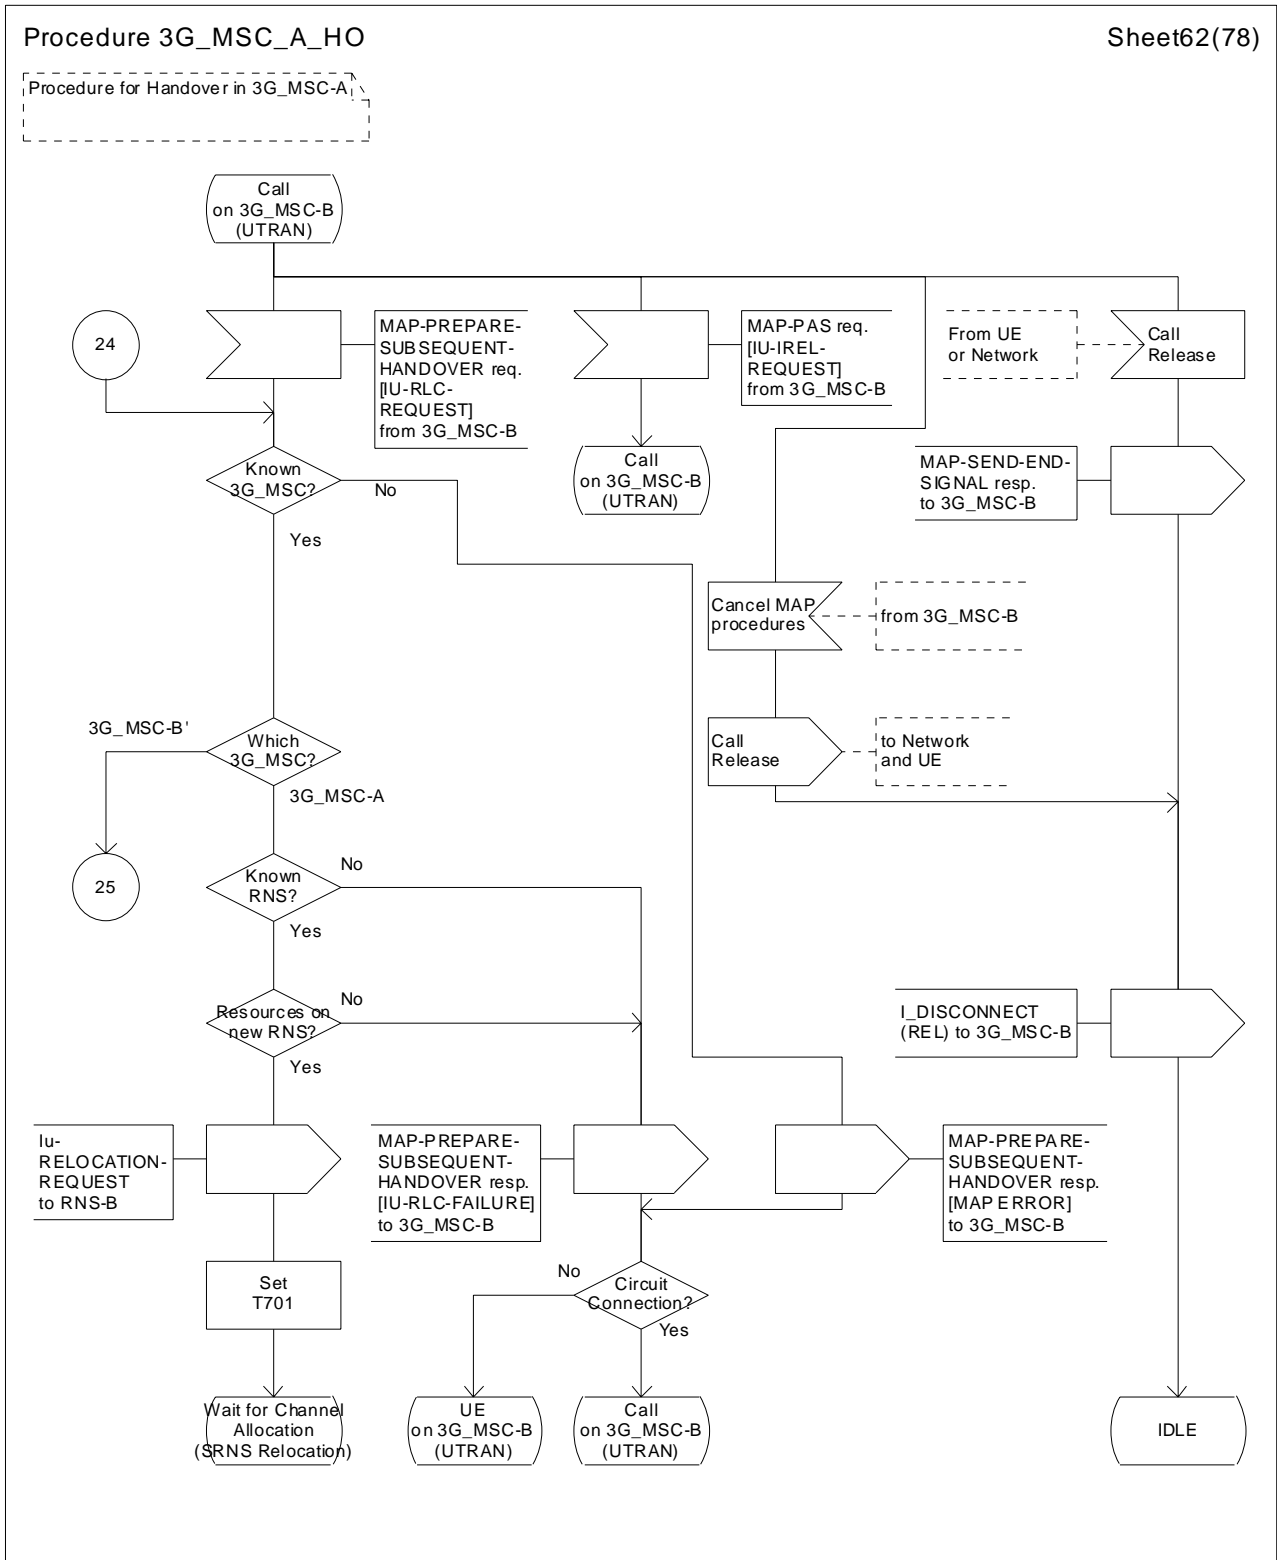 Procedure 3G_MSC_A_HO
Sheet62(78)
Procedure for Handover in 3G_MSC-A
Call
on 3G_MSC-B
(UTRAN)
24
MAP-PREPARE-
SUBSEQUENT-
HANDOVER req.
[IU-RLC-
REQUEST]
from 3G_MSC-B
MAP-PAS req.
[IU-IREL-
REQUEST]
from 3G_MSC-B
From UE
or Network
Call
Release
Known
3G_MSC?
No
Yes
Call
on 3G_MSC-B
(UTRAN)
MAP-SEND-END-
SIGNAL resp.
to 3G_MSC-B
Cancel MAP
procedures
from 3G_MSC-B
3G_MSC-B'
Which
3G_MSC?
3G_MSC-A
Call
Release
to Network
and UE
25
Known
RNS?
No
Yes
Resources on
new RNS?
No
Yes
I_DISCONNECT
(REL) to 3G_MSC-B
Iu-
RELOCATION-
REQUEST
to RNS-B
MAP-PREPARE-
SUBSEQUENT-
HANDOVER resp.
[IU-RLC-FAILURE]
to 3G_MSC-B
MAP-PREPARE-
SUBSEQUENT-
HANDOVER resp.
[MAP ERROR]
to 3G_MSC-B
Set
T701
No
Circuit
Connection?
Yes
Wait for Channel
Allocation
(SRNS Relocation)
UE
on 3G_MSC-B
(UTRAN)
Call
on 3G_MSC-B
(UTRAN)
IDLE